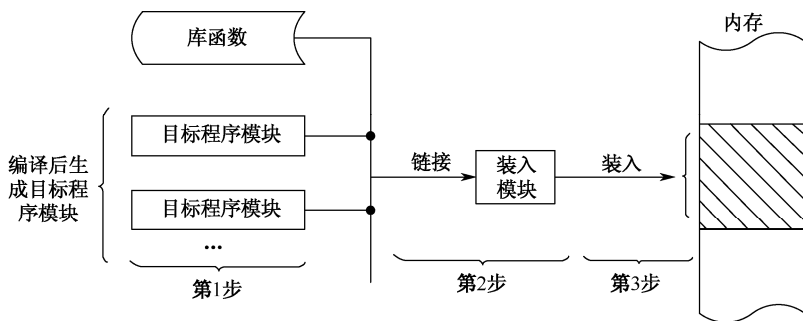 库函数
内存
目标程序模块
编译后生
成目标程
序模块
链接
装入
模块
装入
目标程序模块
...
第1步
第2步
第3步